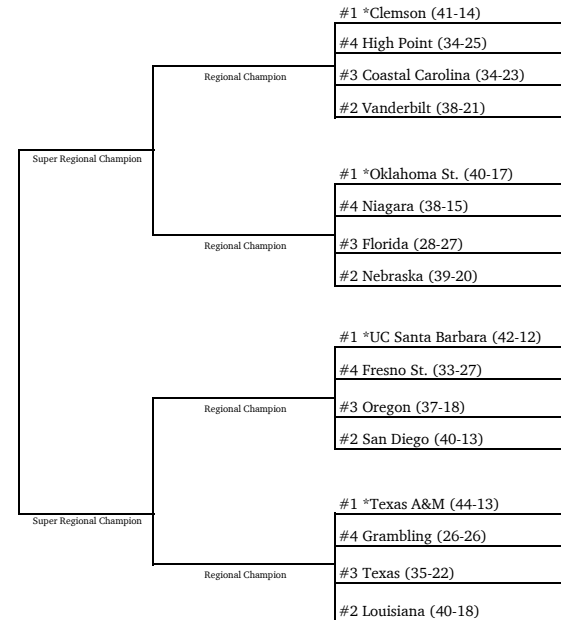 #1 *Clemson (41-14)
#4 High Point (34-25)
Regional Champion
#3 Coastal Carolina (34-23)
#2 Vanderbilt (38-21)
Super Regional Champion
#1 *Oklahoma St. (40-17)
#4 Niagara (38-15)
Regional Champion
#3 Florida (28-27)
#2 Nebraska (39-20)
#1 *UC Santa Barbara (42-12)
#4 Fresno St. (33-27)
Regional Champion
#3 Oregon (37-18)
#2 San Diego (40-13)
#1 *Texas A&M (44-13)
Super Regional Champion
#4 Grambling (26-26)
Regional Champion
#3 Texas (35-22)
#2 Louisiana (40-18)